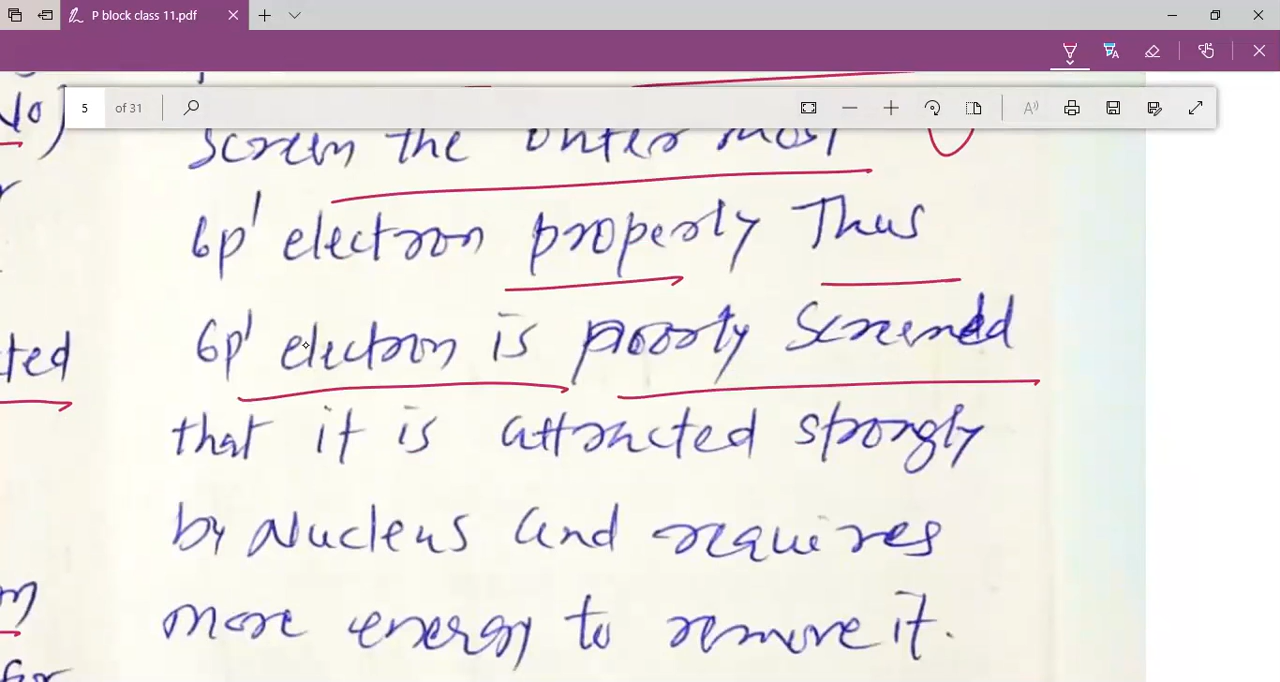 P block class 11.pdf
5 of 31
screen the outer most
6p1 electron properly Thus
6p1 electron is poorly screened
that it is attracted strongly
by Nucleus and requires
more energy to remove it.
cted